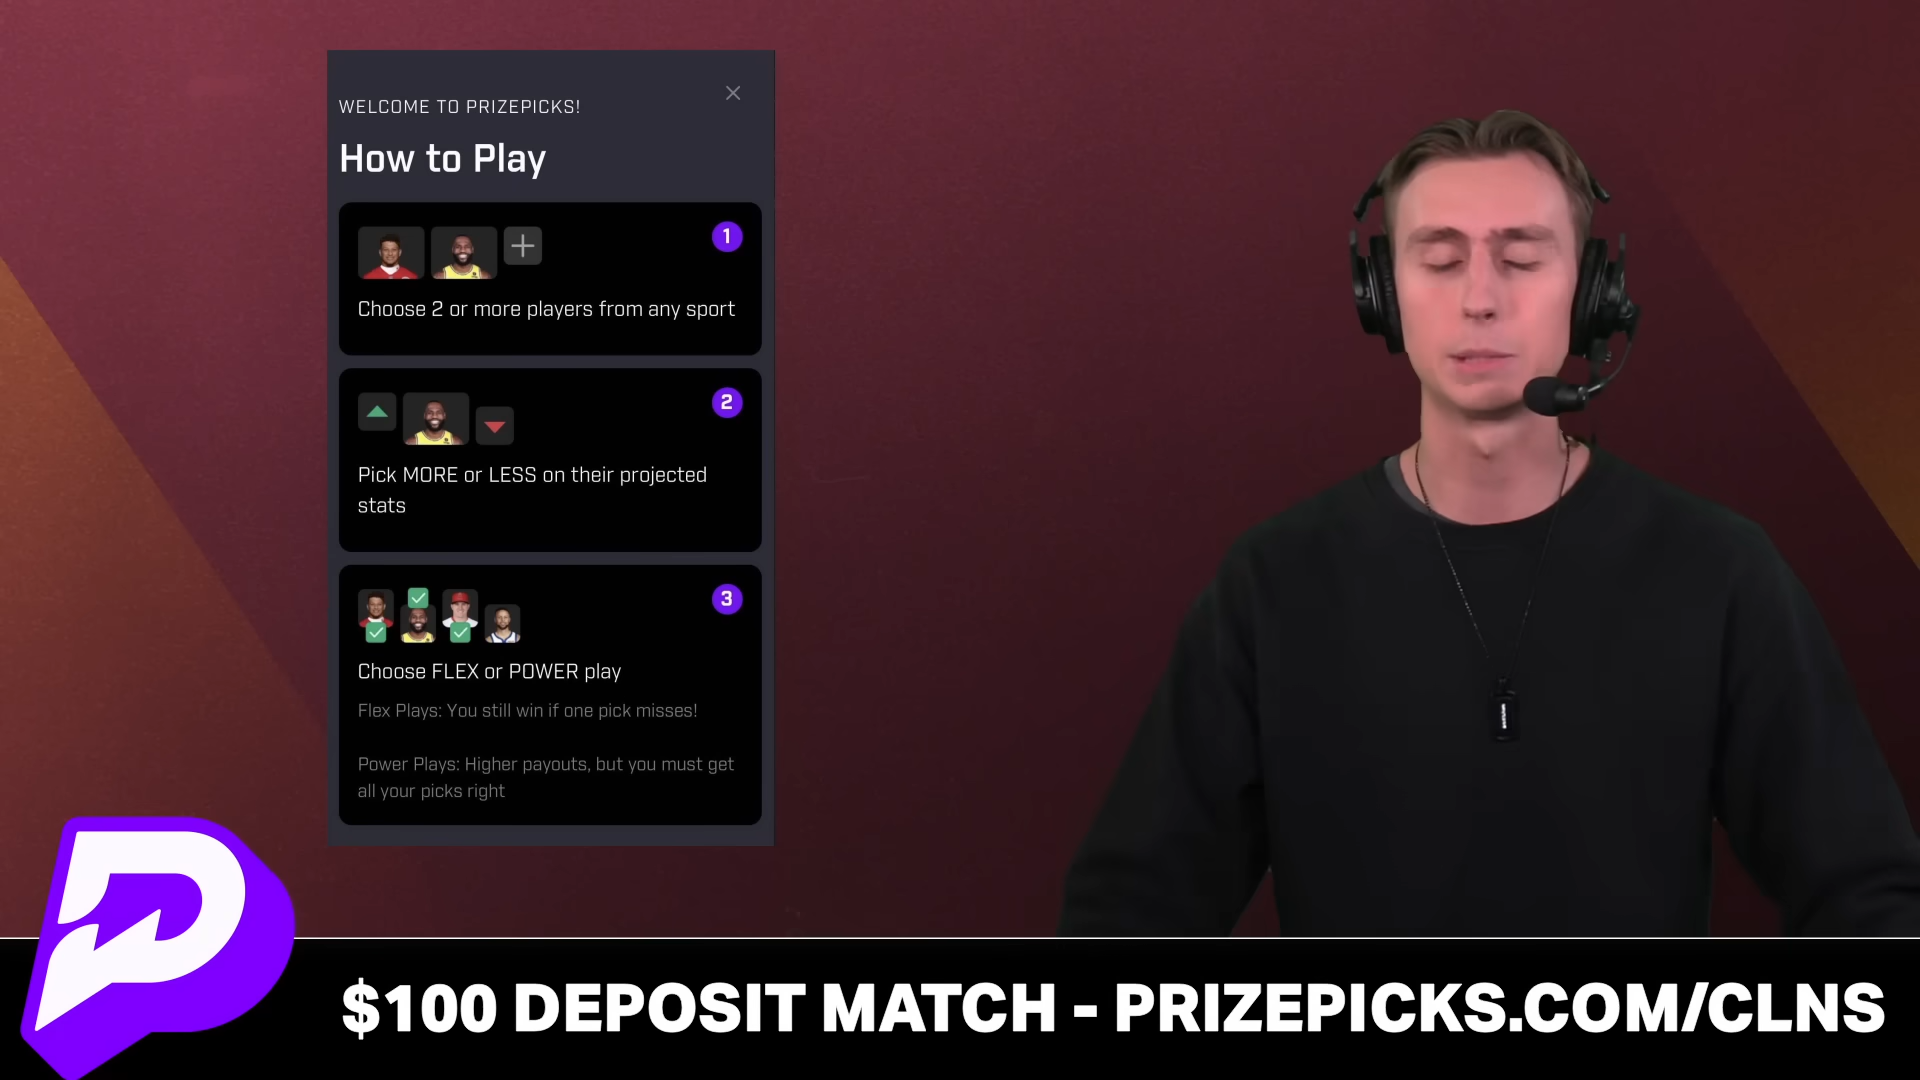 WELCOME TO PRIZEPICKS!
How to Play
1
Choose 2 or more players from any sport
2
Pick MORE or LESS on their projected
stats
3
Choose FLEX or POWER play
Flex Plays: You still win if one pick misses!
Power Plays: Higher payouts, but you must get
all your picks right
$100 DEPOSIT MATCH - PRIZEPICKS.COM/CLNS